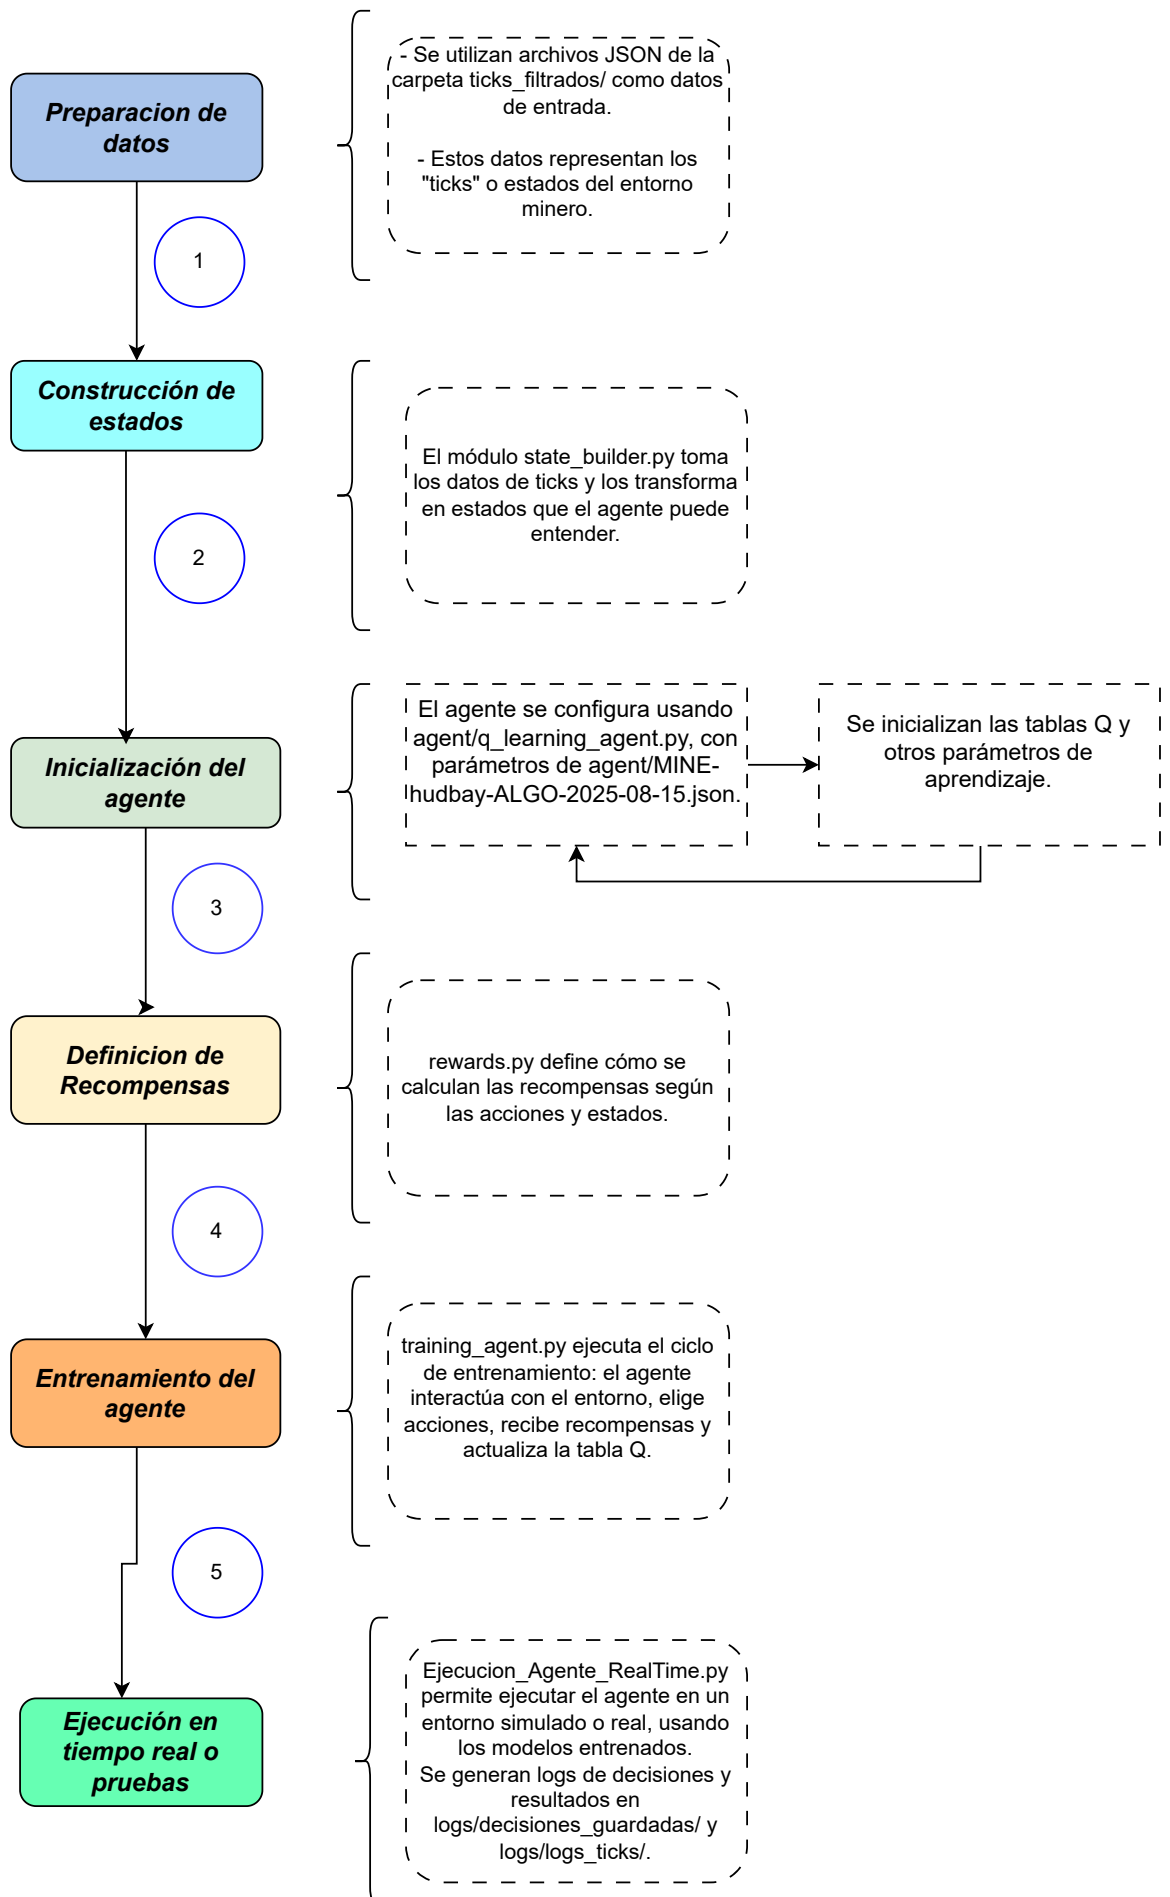 Preparacion de
datos
- Se utilizan archivos JSON de la
carpeta ticks_filtrados/ como datos
de entrada.
- Estos datos representan los
"ticks" o estados del entorno
minero.
1
Construcción de
estados
El módulo state_builder.py toma
los datos de ticks y los transforma
en estados que el agente puede
entender.
2
Inicialización del
agente
El agente se configura usando
agent/q_learning_agent.py, con
parámetros de agent/MINE-
hudbay-ALGO-2025-08-15.json.
Se inicializan las tablas Q y
otros parámetros de
aprendizaje.
3
Definicion de
Recompensas
rewards.py define cómo se
calculan las recompensas según
las acciones y estados.
4
Entrenamiento del
agente
training_agent.py ejecuta el ciclo
de entrenamiento: el agente
interactúa con el entorno, elige
acciones, recibe recompensas y
actualiza la tabla Q.
5
Ejecución en
tiempo real o
pruebas
Ejecucion_Agente_RealTime.py
permite ejecutar el agente en un
entorno simulado o real, usando
los modelos entrenados.
Se generan logs de decisiones y
resultados en
logs/decisiones_guardadas/ y
logs/logs_ticks/.